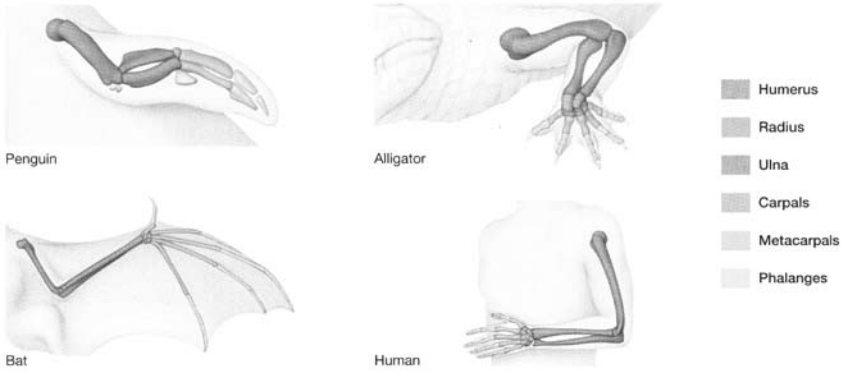 Penguin
Alligator
Bat
Human
Humerus
Radius
Ulna
Carpals
Metacarpals
Phalanges